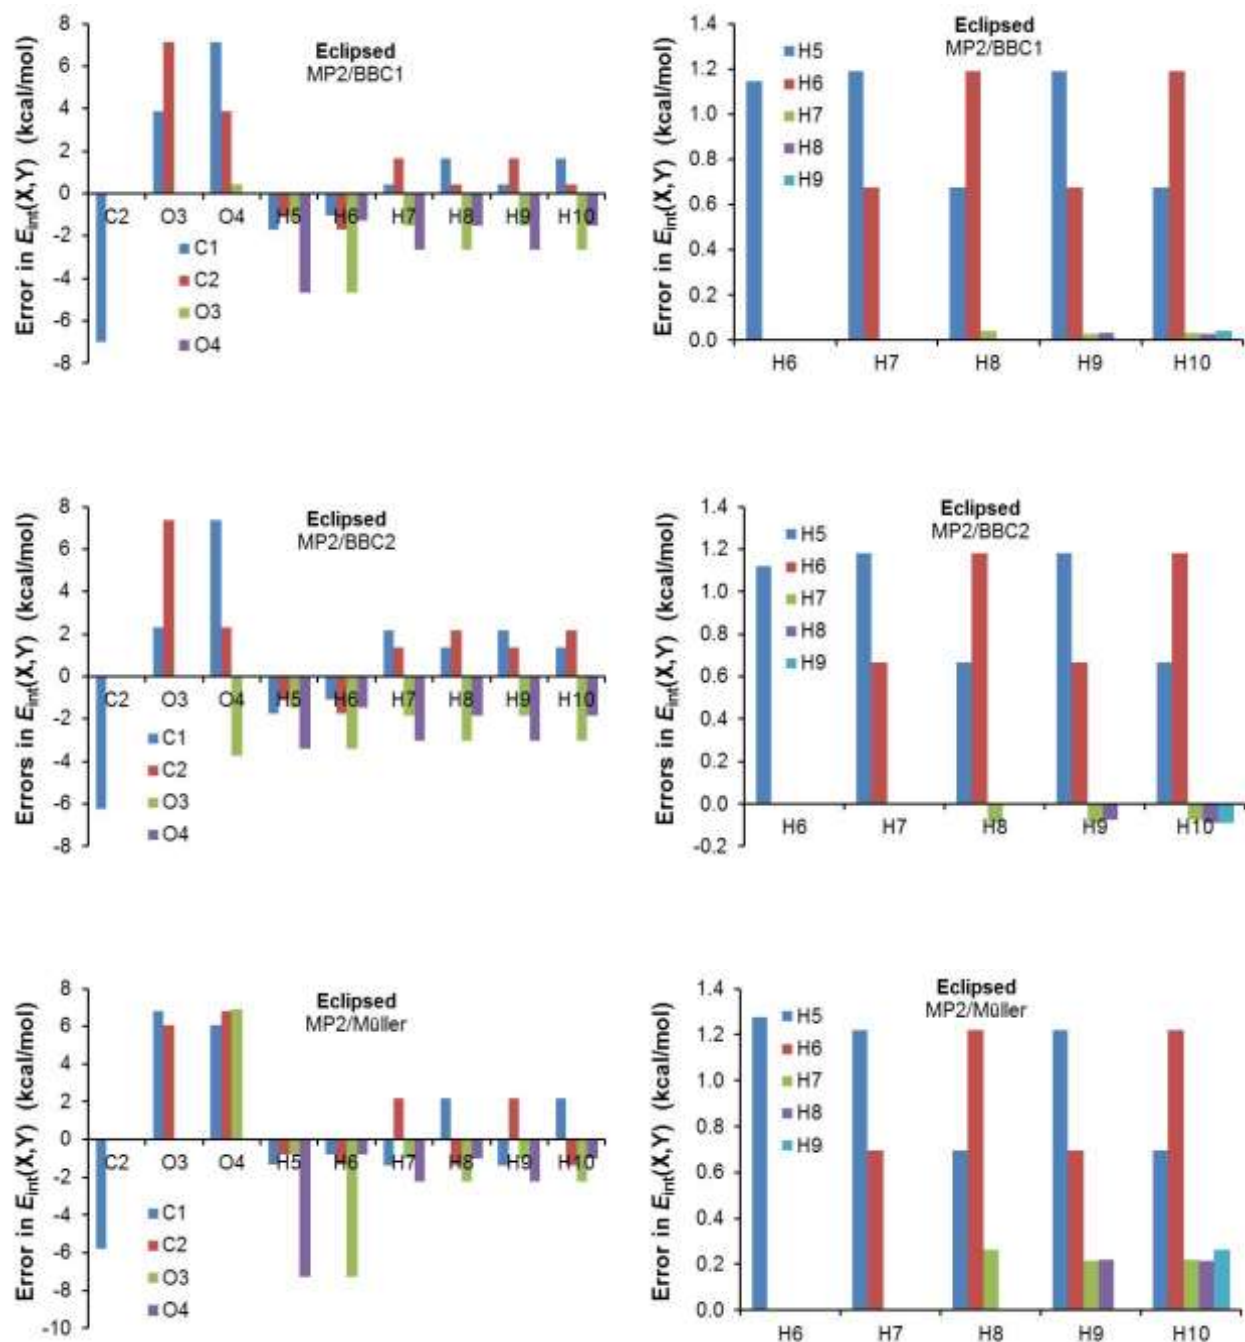 Error in Eint(X,Y) (kcal/mol)
8
6
4
2
0
-2
-4
-6
-8
Eclipsed
MP2/BBC1
C2
O3
O4
H5
H6
H7
H8
H9
H10
C1
C2
O3
O4
Error in Eint(X,Y) (kcal/mol)
1.4
1.2
1.0
0.8
0.6
0.4
0.2
0.0
Eclipsed
MP2/BBC1
H5
H6
H7
H8
H9
H6
H7
H8
H9
H10
Errors in Eint(X,Y) (kcal/mol)
8
6
4
2
0
-2
-4
-6
-8
Eclipsed
MP2/BBC2
C2
O3
O4
H5
H6
H7
H8
H9
H10
C1
C2
O3
O4
Errors in Eint(X,Y) (kcal/mol)
1.4
1.2
1.0
0.8
0.6
0.4
0.2
0.0
-0.2
Eclipsed
MP2/BBC2
H5
H6
H7
H8
H9
H6
H7
H8
H9
H10
Error in Eint(X,Y) (kcal/mol)
8
6
4
2
0
-2
-4
-6
-8
-10
Eclipsed
MP2/Müller
C2
O3
O4
H5
H6
H7
H8
H9
H10
C1
C2
O3
O4
Error in Eint(X,Y) (kcal/mol)
1.4
1.2
1.0
0.8
0.6
0.4
0.2
0.0
Eclipsed
MP2/Müller
H5
H6
H7
H8
H9
H6
H7
H8
H9
H10